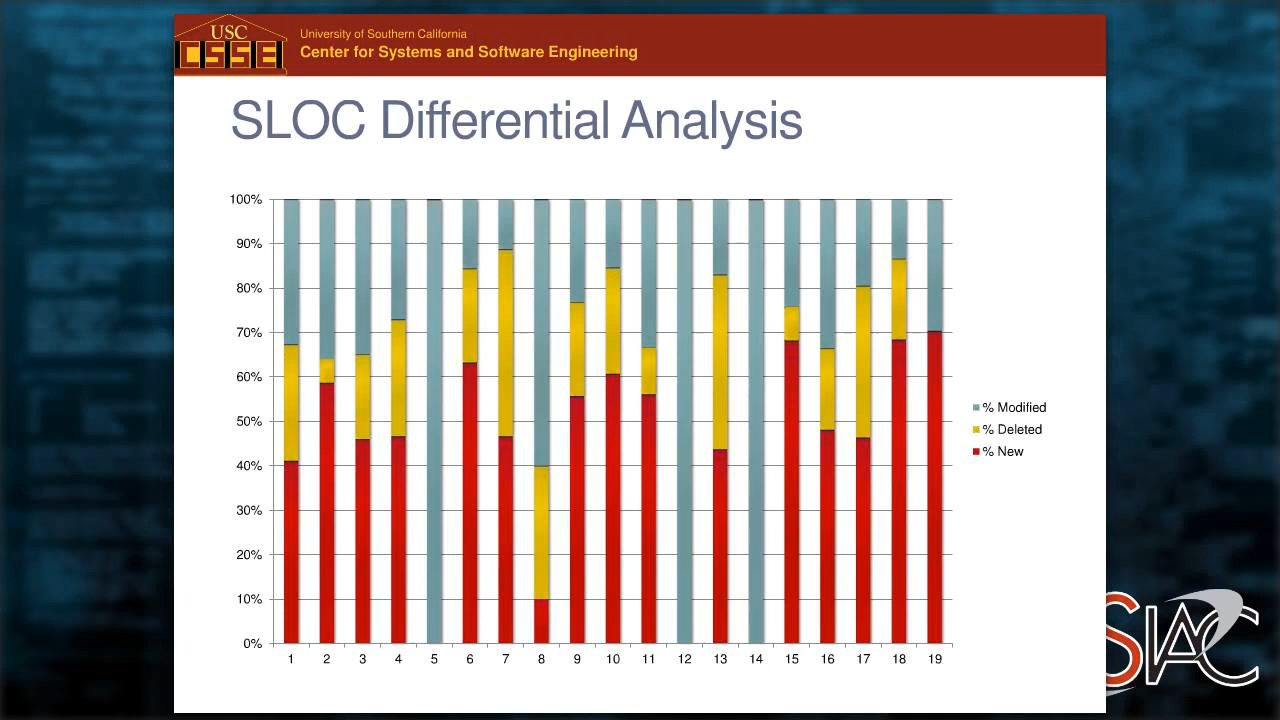 USC
CSSE
University of Southern California
Center for Systems and Software Engineering
SLOC Differential Analysis
100%
90%
80%
70%
60%
50%
40%
30%
20%
10%
0%
1 2 3 4 5 6 7 8 9 10 11 12 13 14 15 16 17 18 19
% Modified
% Deleted
% New
SIAC